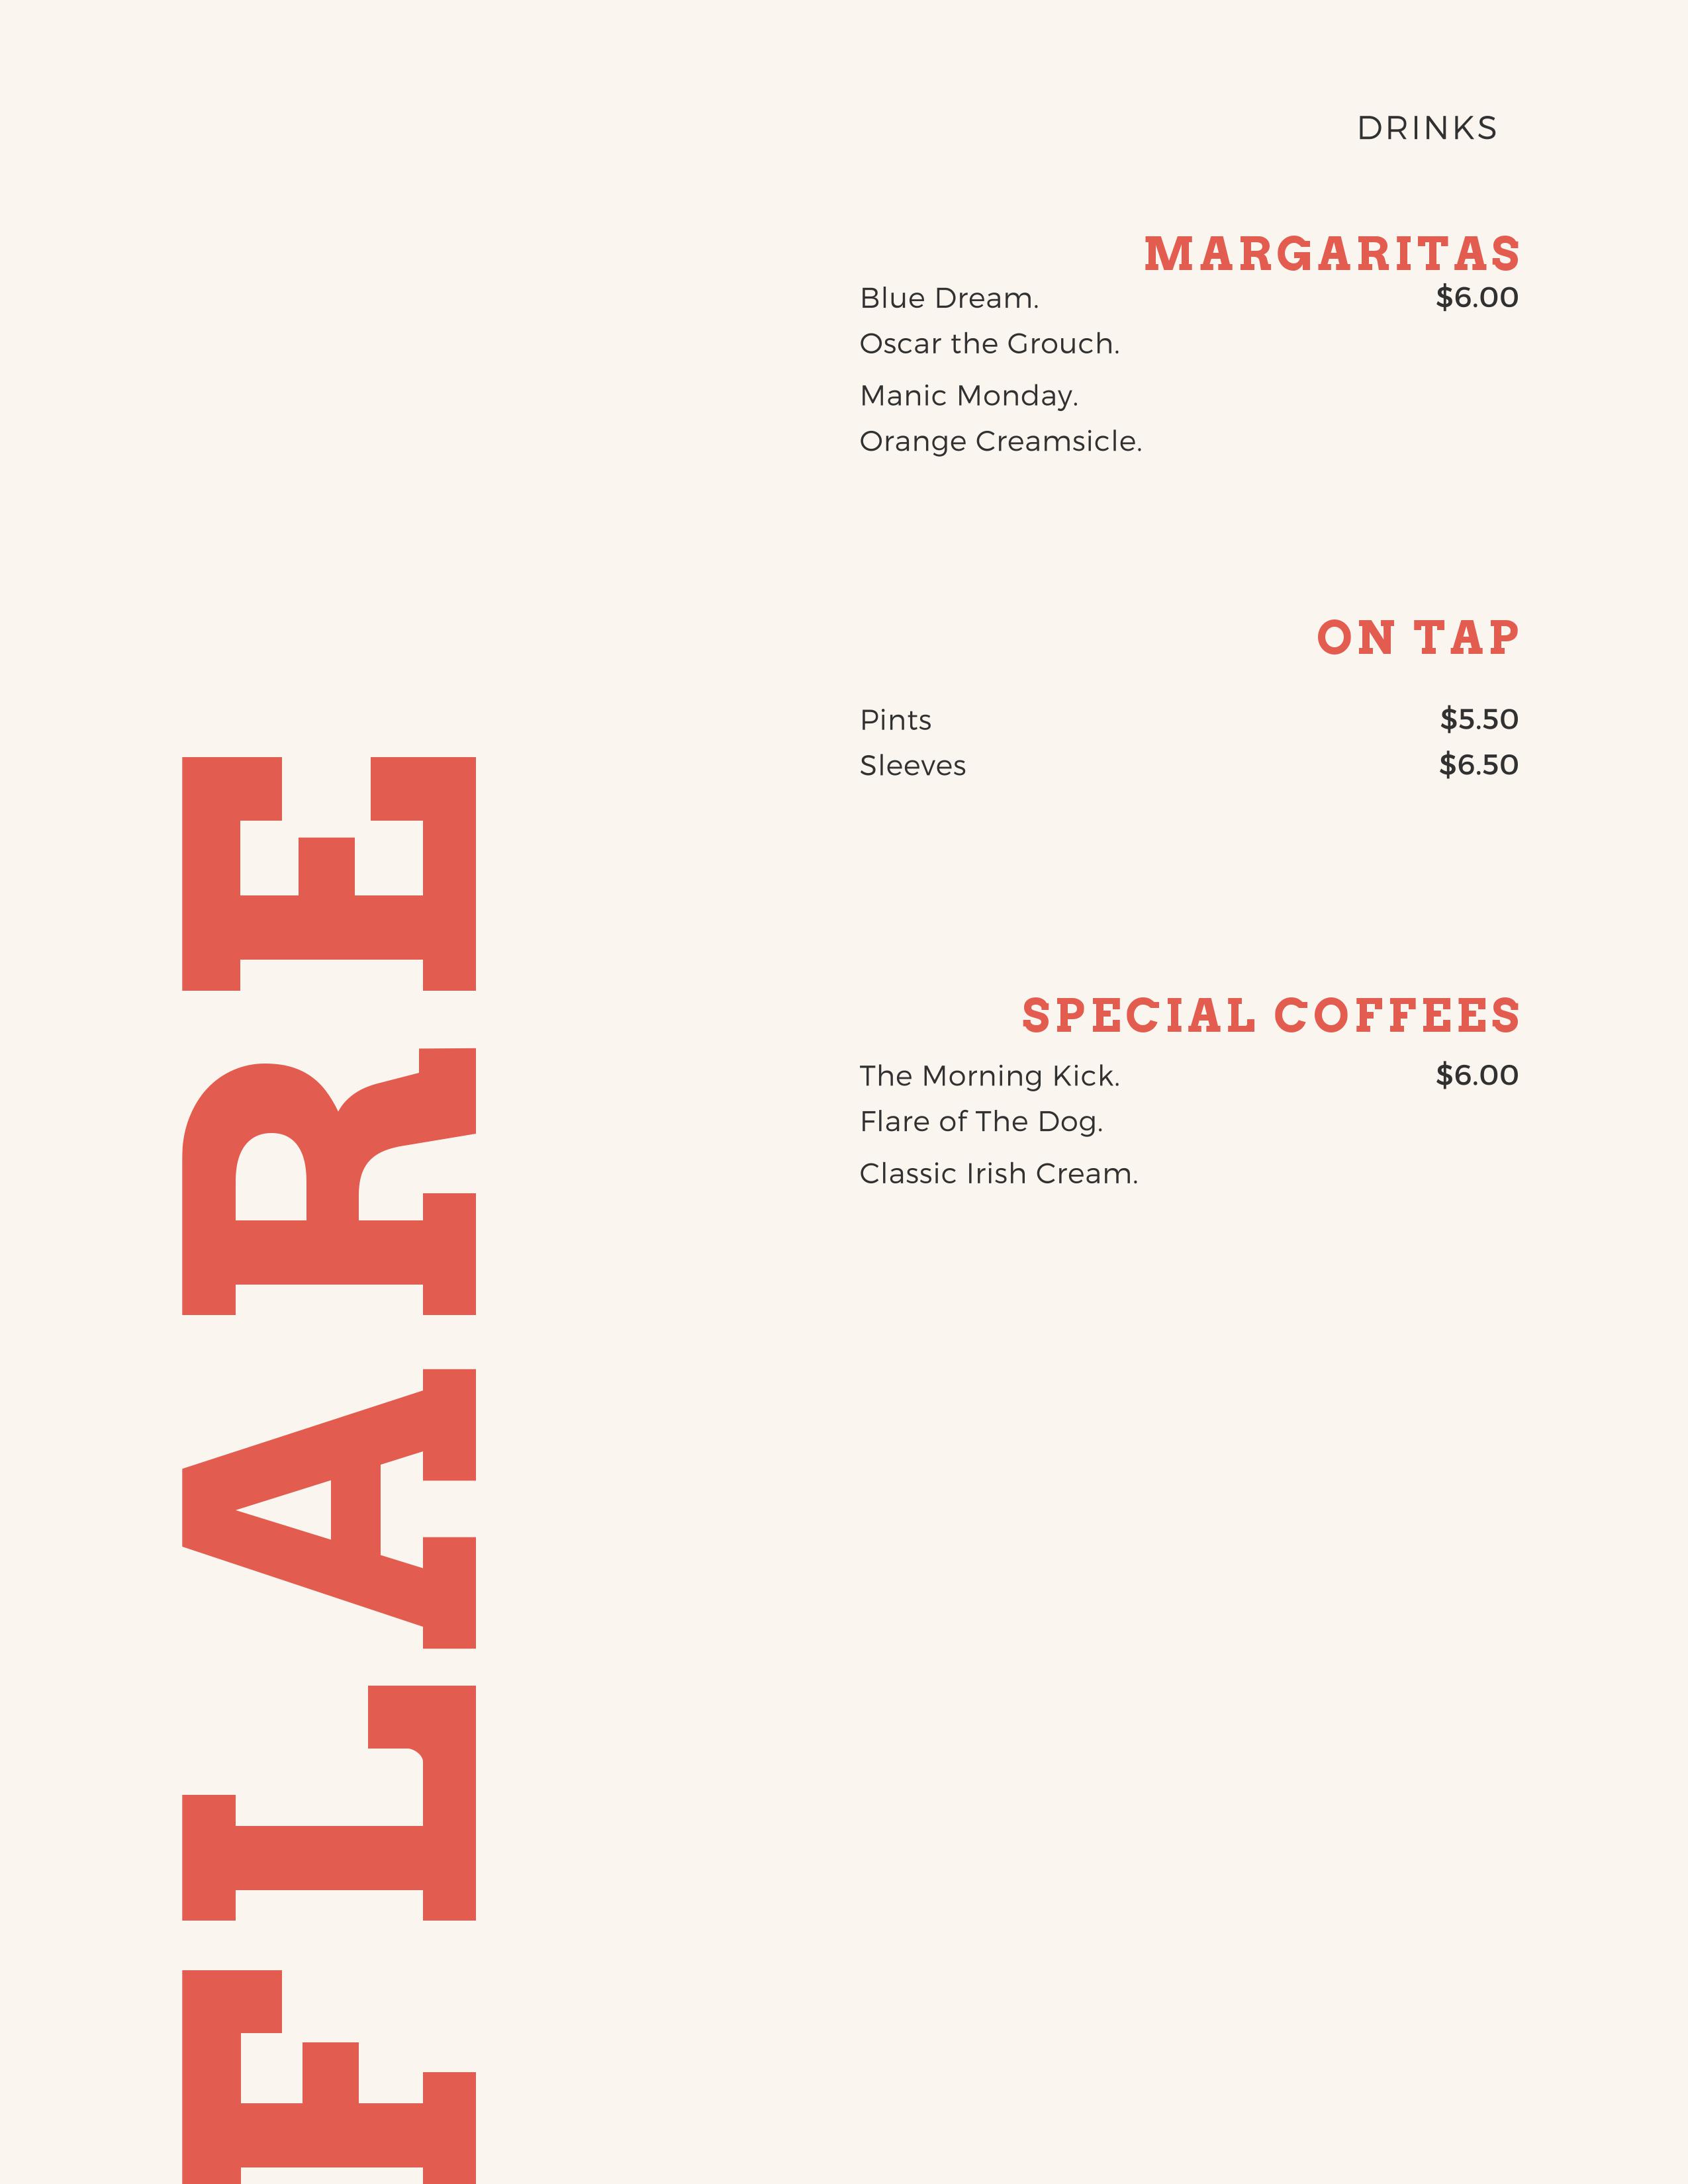 DRINKS
MARGARITAS
Blue Dream. $6.00
Oscar the Grouch.
Manic Monday.
Orange Creamsicle.
ON TAP
Pints $5.50
Sleeves $6.50
SPECIAL COFFEES
The Morning Kick. $6.00
Flare of The Dog.
Classic Irish Cream.
FLARE